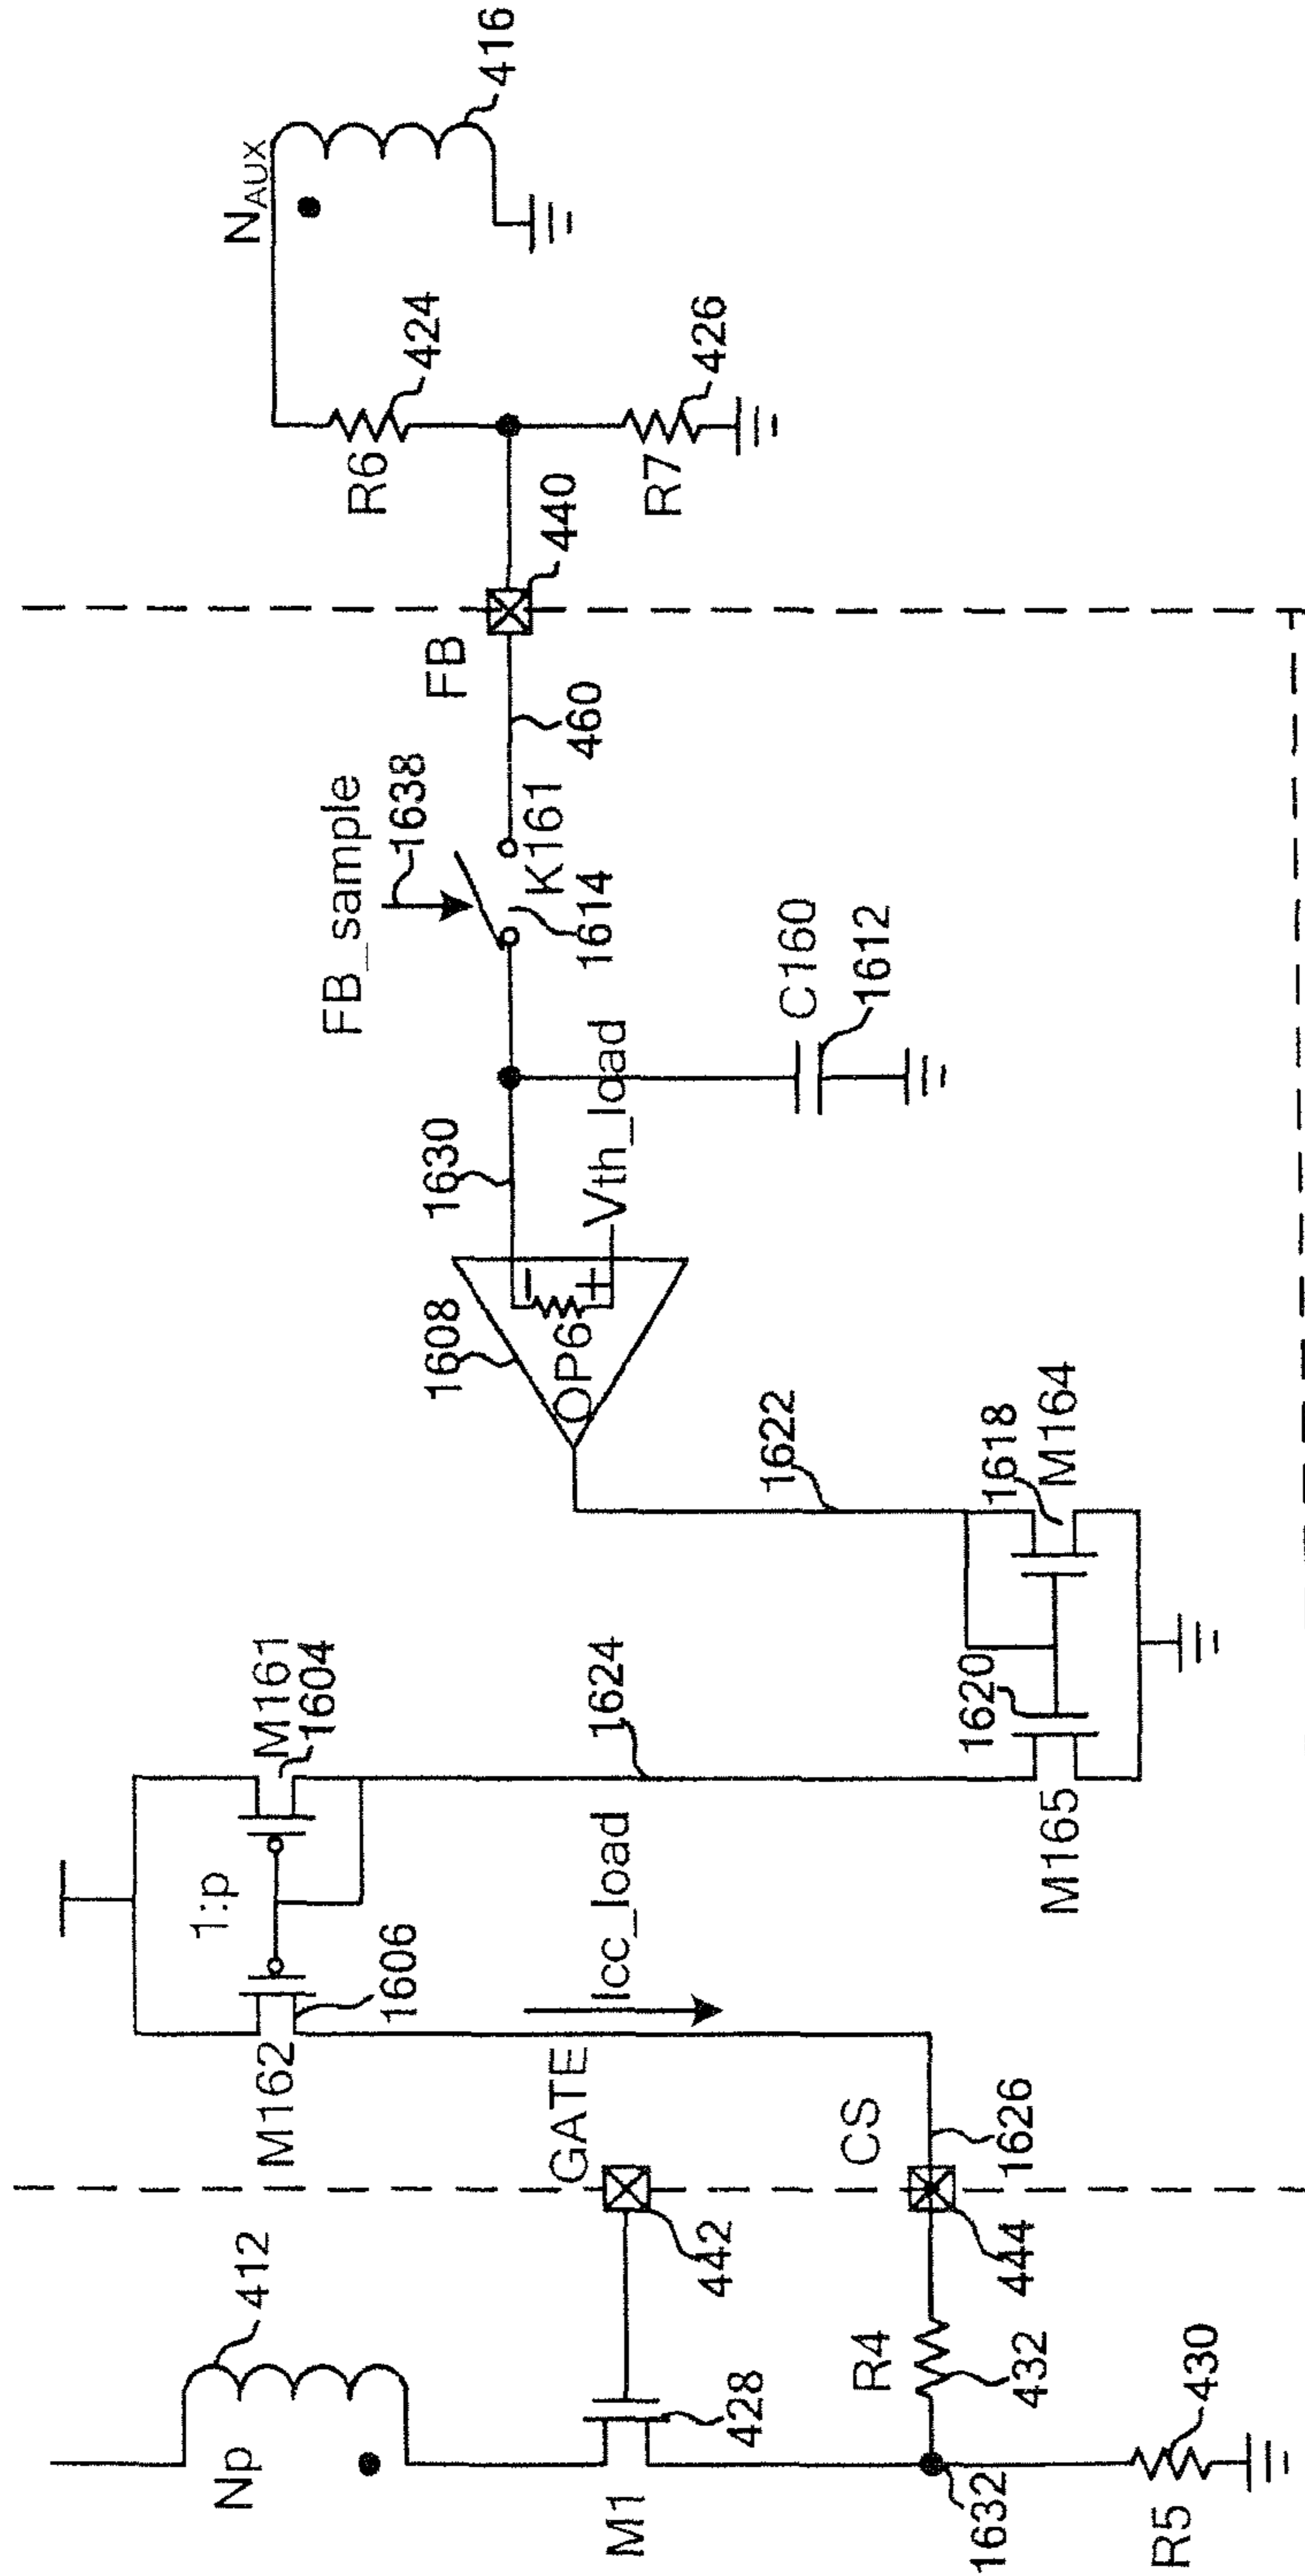 Np
412
M1
428
GATE
442
R4
432
CS
444
1632
R5
430
1626
M162
1606
1:p
M161
1604
Icc_load
1624
M165
1620
1618
M164
1622
1608
OP6
-
+
1630
Vth_load
C160
1612
FB_sample
1638
K161
1614
460
FB
440
R6
424
R7
426
NAUX
416